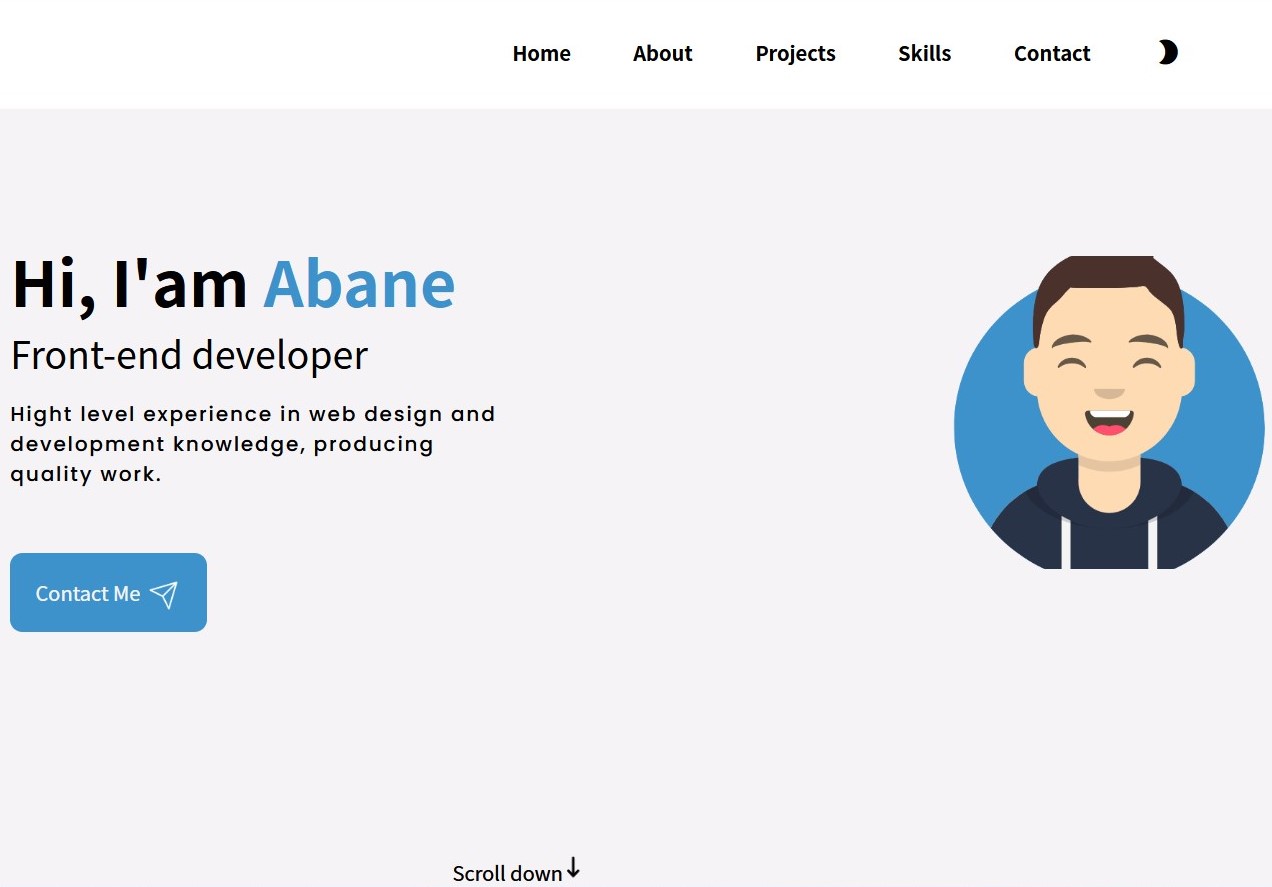 Home About Projects Skills Contact
Hi, I'am Abane
Front-end developer
Hight level experience in web design and
development knowledge, producing
quality work.
Contact Me
Scroll down